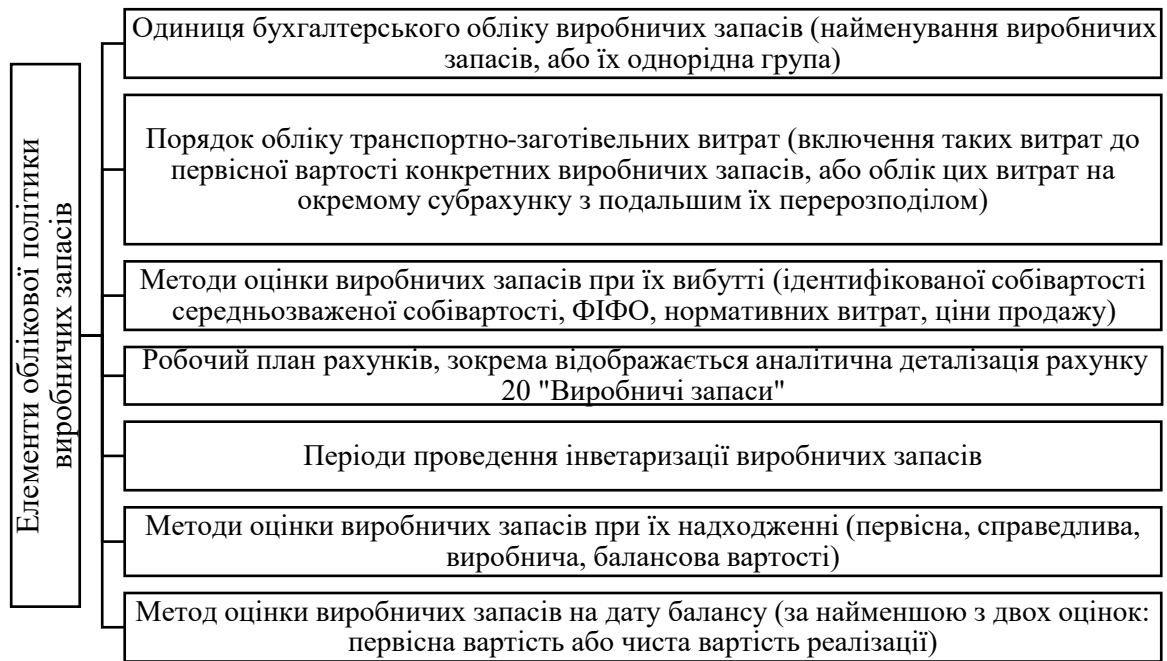 Елементи облікової політики
виробничих запасів
Одиниця бухгалтерського обліку виробничих запасів (найменування виробничих
запасів, або їх однорідна група)
Порядок обліку транспортно-заготівельних витрат (включення таких витрат до
первісної вартості конкретних виробничих запасів, або облік цих витрат на
окремому субрахунку з подальшим їх перерозподілом)
Методи оцінки виробничих запасів при їх вибутті (ідентифікованої собівартості
середньозваженої собівартості, ФІФО, нормативних витрат, ціни продажу)
Робочий план рахунків, зокрема відображається аналітична деталізація рахунку
20 "Виробничі запаси"
Періоди проведення інветаризації виробничих запасів
Методи оцінки виробничих запасів при їх надходженні (первісна, справедлива,
виробнича, балансова вартості)
Метод оцінки виробничих запасів на дату балансу (за найменшою з двох оцінок:
первісна вартість або чиста вартість реалізації)